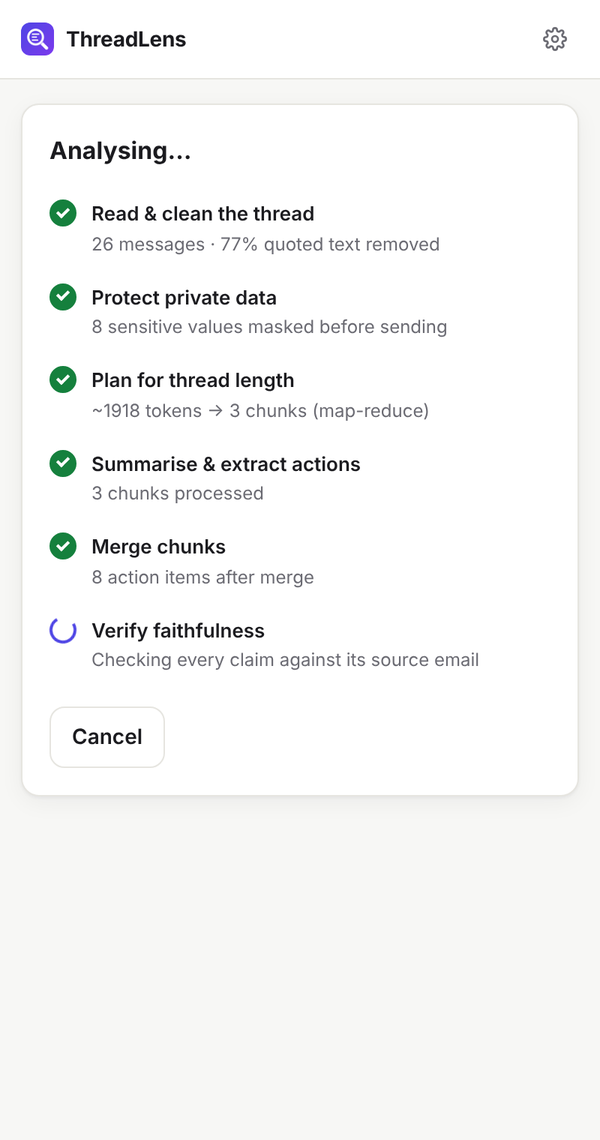 ThreadLens
Analysing...
Read & clean the thread
26 messages · 77% quoted text removed
Protect private data
8 sensitive values masked before sending
Plan for thread length
~1918 tokens → 3 chunks (map-reduce)
Summarise & extract actions
3 chunks processed
Merge chunks
8 action items after merge
Verify faithfulness
Checking every claim against its source email
Cancel